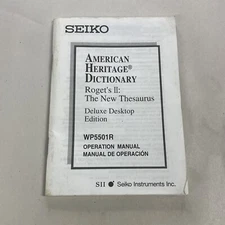 SEIKO
AMERICAN
HERITAGE®
DICTIONARY
Roget's II:
The New Thesaurus
Deluxe Desktop
Edition
WP5501R
OPERATION MANUAL
MANUAL DE OPERACIÓN
SII Seiko Instruments Inc.